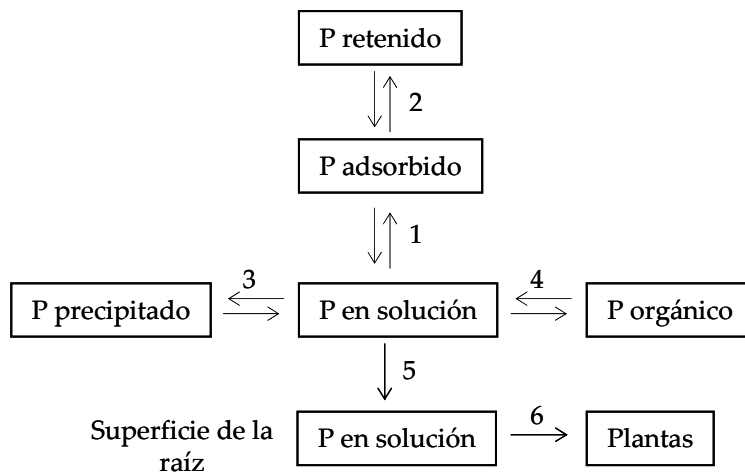 P retenido
2
P adsorbido
1
3
4
P precipitado
P en solución
P orgánico
5
6
Superficie de la
raíz
P en solución
Plantas